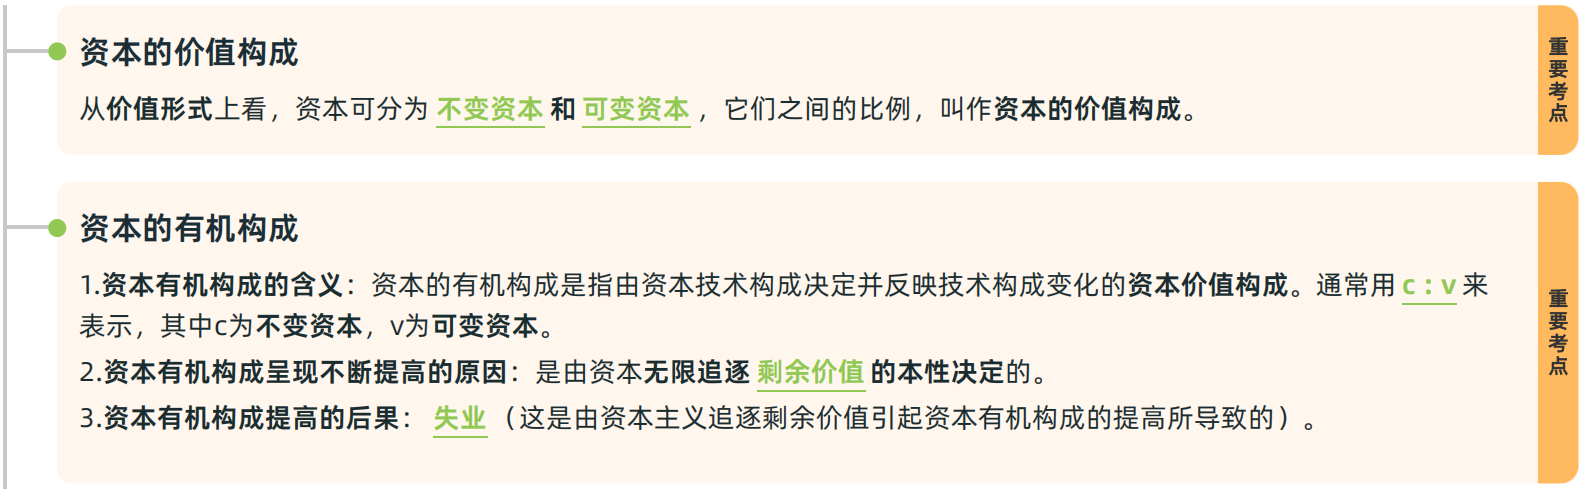 资本的价值构成
从价值形式上看，资本可分为 不变资本 和 可变资本 ，它们之间的比例，叫作资本的价值构成。
重要考点
资本的有机构成
1.资本有机构成的含义：资本的有机构成是指由资本技术构成决定并反映技术构成变化的资本价值构成。通常用 c：v 来
表示，其中c为不变资本，v为可变资本。
2.资本有机构成呈现不断提高的原因：是由资本无限追逐 剩余价值 的本性决定的。
3.资本有机构成提高的后果： 失业 （这是由资本主义追逐剩余价值引起资本有机构成的提高所导致的）。
重要考点